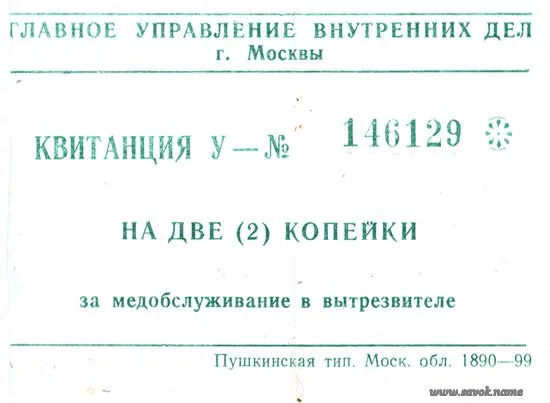 ГЛАВНОЕ УПРАВЛЕНИЕ ВНУТРЕННИХ ДЕЛ
г. Москвы
КВИТАНЦИЯ У—№ 146129
НА ДВЕ (2) КОПЕЙКИ
за медобслуживание в вытрезвителе
Пушкинская тип. Моск. обл. 1890—99
www.savok.name